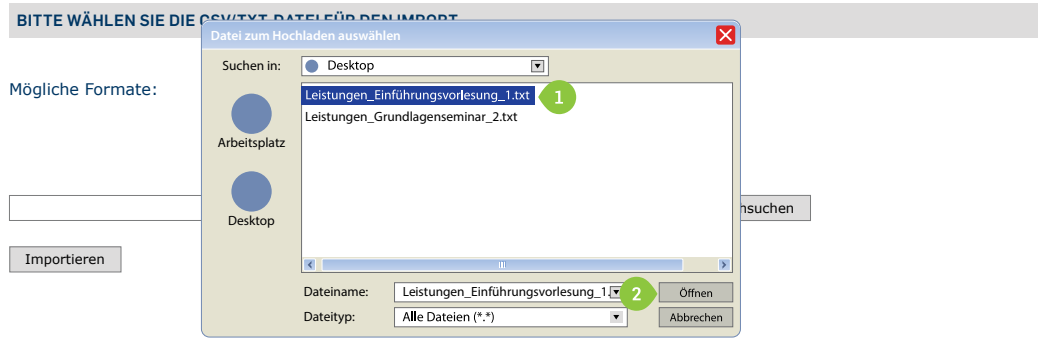 BITTE WÄHLEN SIE DIE CSV/TXT-DATEI FÜR DEN IMPORT
Datei zum Hochladen auswählen
Suchen in: Desktop
Mögliche Formate:
Leistungen_Einführungsvorlesung_1.txt 1
Leistungen_Grundlagenseminar_2.txt
Arbeitsplatz
Desktop
hsuchen
Importieren
Dateiname: Leistungen_Einführungsvorlesung_1. 2 Öffnen
Dateityp: Alle Dateien (*.*) Abbrechen